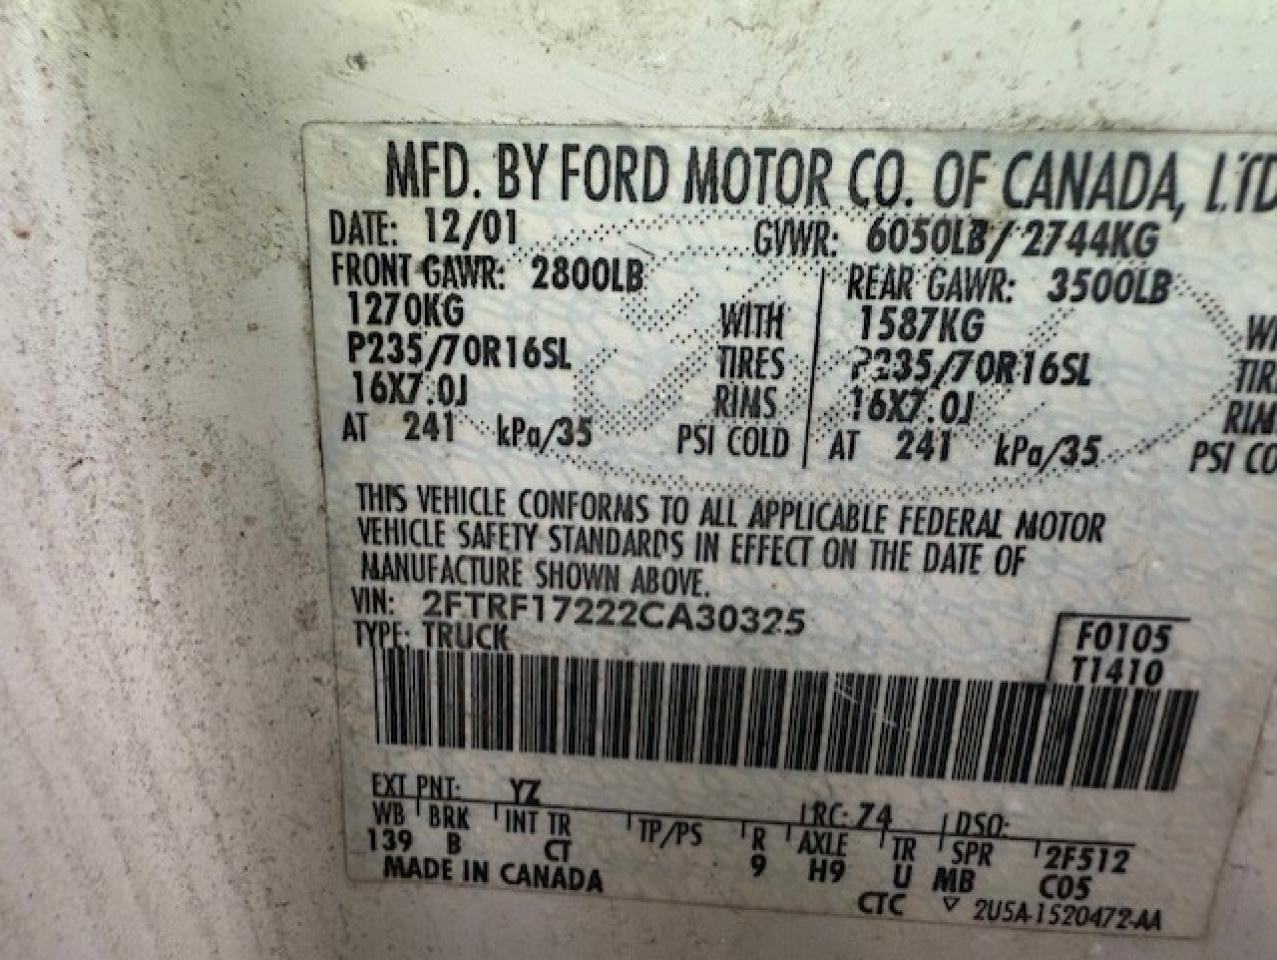 MFD. BY FORD MOTOR CO. OF CANADA, LTD
DATE: 12/01 GVWR: 6050LB/ 2744KG
FRONT GAWR: 2800LB REAR GAWR: 3500LB
1270KG WITH 1587KG
P235/70R16SL TIRES P235/70R16SL
16X7.0J RIMS 16X7.0J
AT 241 kPa/35 PSI COLD AT 241 kPa/35 PSI CO
THIS VEHICLE CONFORMS TO ALL APPLICABLE FEDERAL MOTOR
VEHICLE SAFETY STANDARDS IN EFFECT ON THE DATE OF
MANUFACTURE SHOWN ABOVE.
VIN: 2FTRF17222CA30325
TYPE: TRUCK
F0105
T1410
EXT PNT: YZ RC: 74 DSO:
WB BRK INT TR TP/PS R AXLE TR SPR 2F512
139 B CT 9 H9 U MB C05
MADE IN CANADA
CTC ▽ 2U5A-1520472-AA